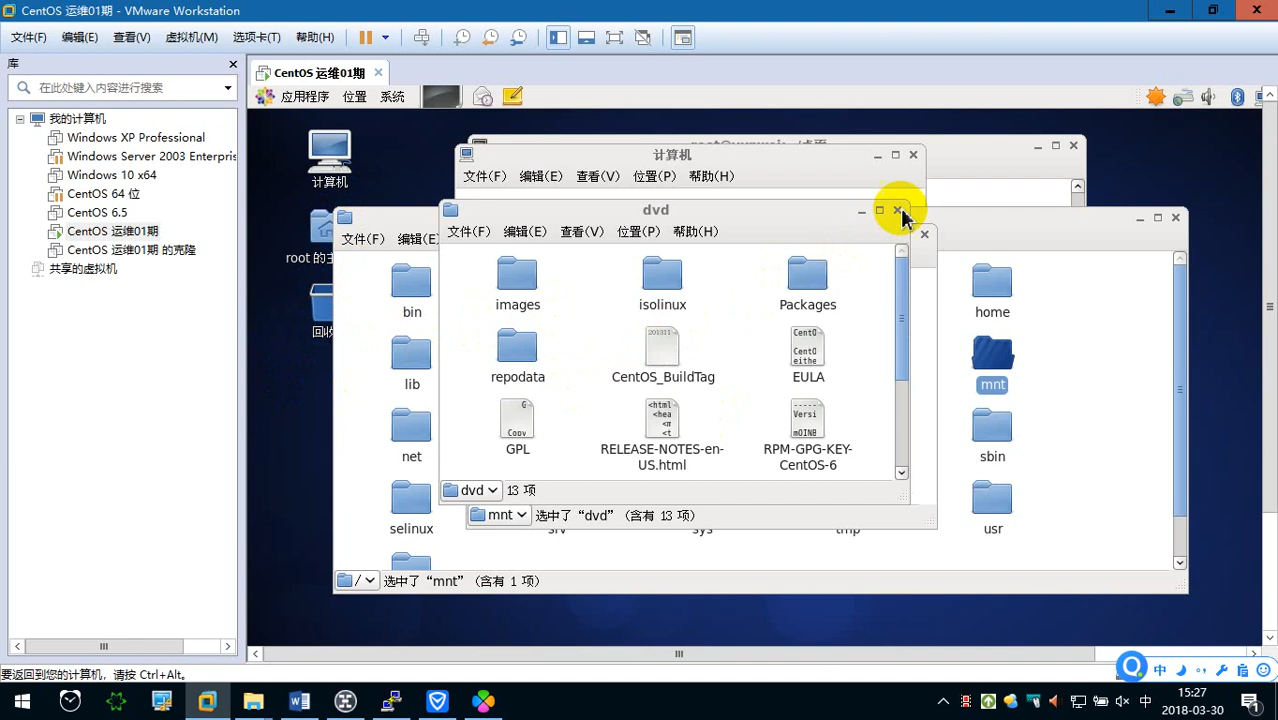 CentOS 运维01期 - VMware Workstation
文件(F) 编辑(E) 查看(V) 虚拟机(M) 选项卡(T) 帮助(H)
库
在此处键入内容进行搜索
我的计算机
Windows XP Professional
Windows Server 2003 Enterpris
Windows 10 x64
CentOS 64 位
CentOS 6.5
CentOS 运维01期
CentOS 运维01期 的克隆
共享的虚拟机
CentOS 运维01期
应用程序 位置 系统
计算机
root 的主
回收
计算机
文件(F) 编辑(E) 查看(V) 位置(P) 帮助(H)
文件(F) 编辑(E
bin
home
lib
mnt
net
sbin
selinux
srv
sys
tmp
usr
/ 选中了“mnt” (含有 1 项)
dvd
文件(F) 编辑(E) 查看(V) 位置(P) 帮助(H)
images
isolinux
Packages
repodata
CentOS_BuildTag
EULA
GPL
RELEASE-NOTES-en-
US.html
RPM-GPG-KEY-
CentOS-6
dvd 13 项
mnt 选中了“dvd” (含有 13 项)
要返回到您的计算机，请按 Ctrl+Alt。
中
中
15:27
2018-03-30
1